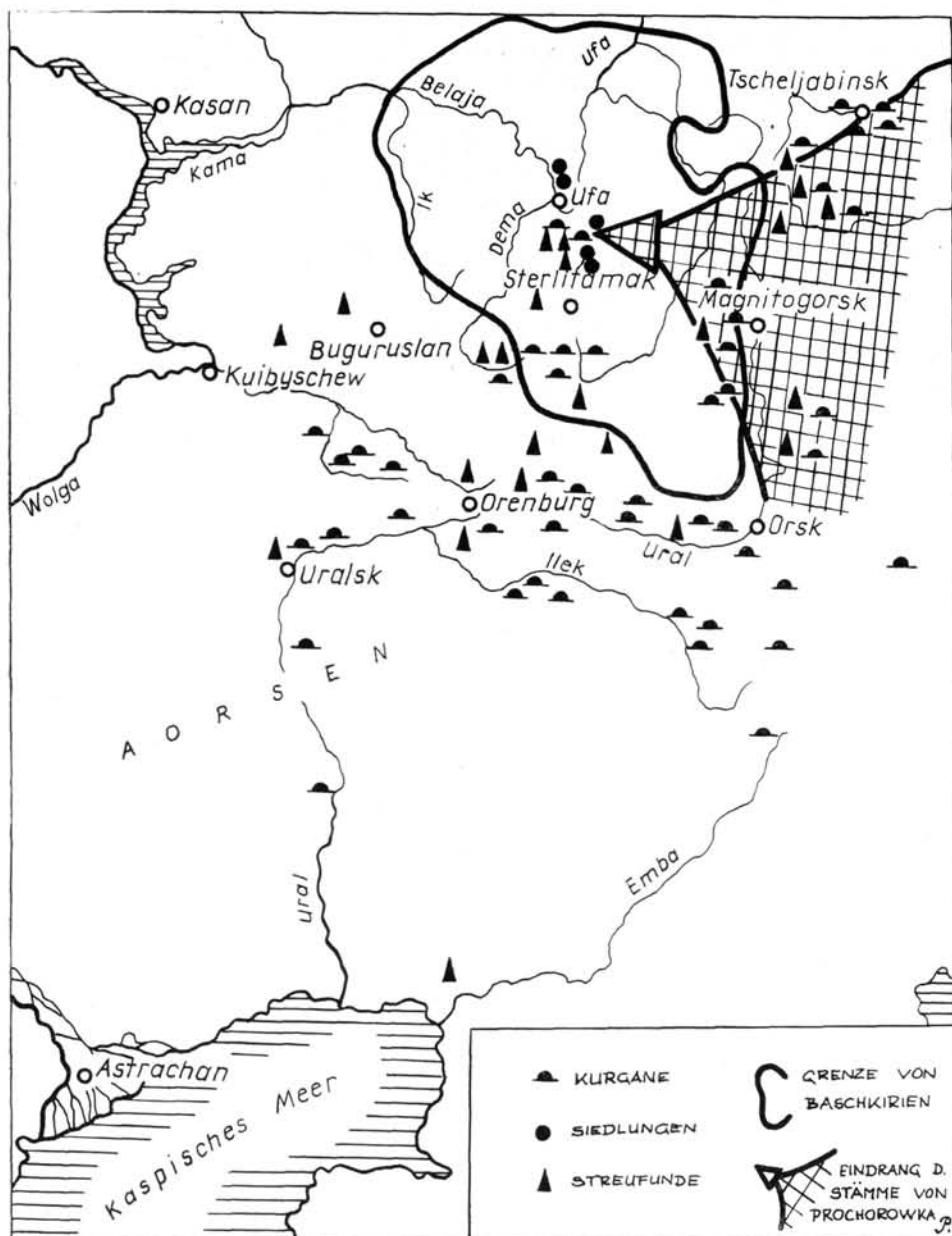 Ufa
Tscheljabinsk
Belaja
Kasan
Kama
Ik
Ufa
Dema
Sterlitamak
Magnitogorsk
Buguruslan
Kuibyschew
Wolga
Orenburg
Orsk
Ural
Ilek
Uralsk
AORSEN
Emba
Ural
Astrachan
Kaspisches Meer
KURGANE
SIEDLUNGEN
STREUFUNDE
GRENZE VON
BASCHKIRIEN
EINDRANG D.
STÄMME VON
PROCHOROWKA